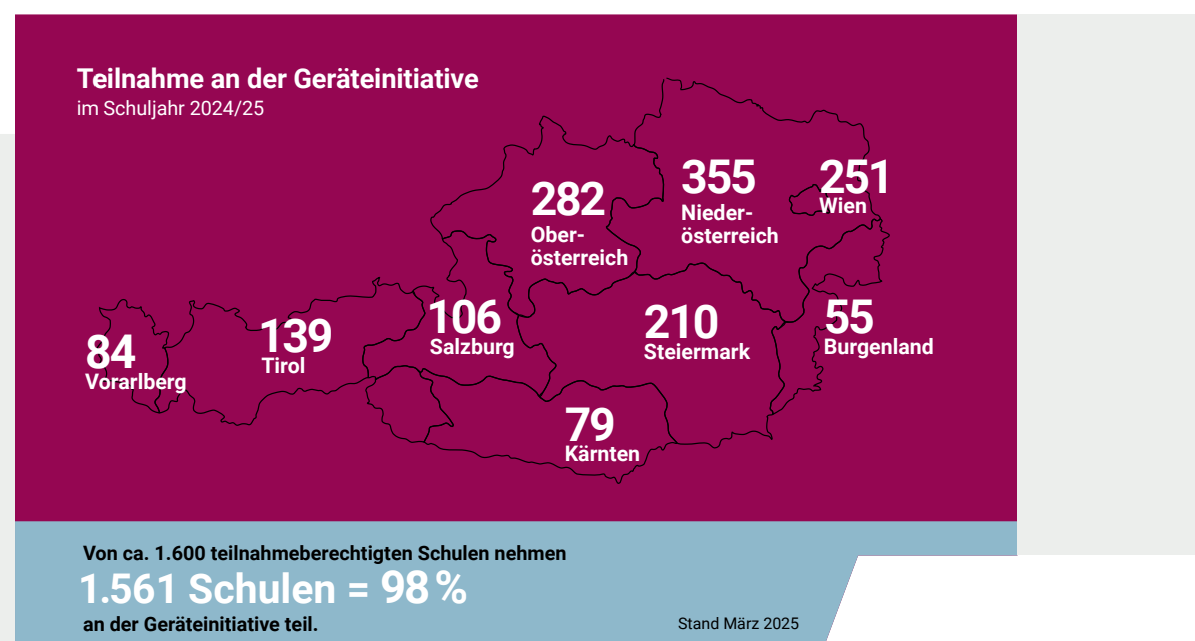 Teilnahme an der Geräteinitiative
im Schuljahr 2024/25
355
Nieder-
österreich
251
Wien
282
Ober-
österreich
84
Vorarlberg
139
Tirol
106
Salzburg
210
Steiermark
55
Burgenland
79
Kärnten
Von ca. 1.600 teilnahmeberechtigten Schulen nehmen
1.561 Schulen = 98 %
an der Geräteinitiative teil.
Stand März 2025